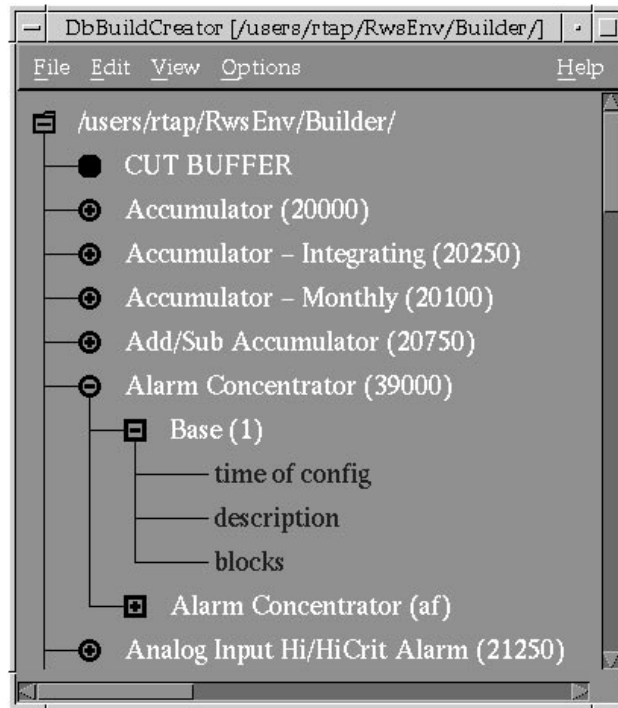 DbBuildCreator [/users/rtap/RwsEnv/Builder/]
File Edit View Options Help
/users/rtap/RwsEnv/Builder/
CUT BUFFER
Accumulator (20000)
Accumulator – Integrating (20250)
Accumulator – Monthly (20100)
Add/Sub Accumulator (20750)
Alarm Concentrator (39000)
Base (1)
time of config
description
blocks
Alarm Concentrator (af)
Analog Input Hi/HiCrit Alarm (21250)